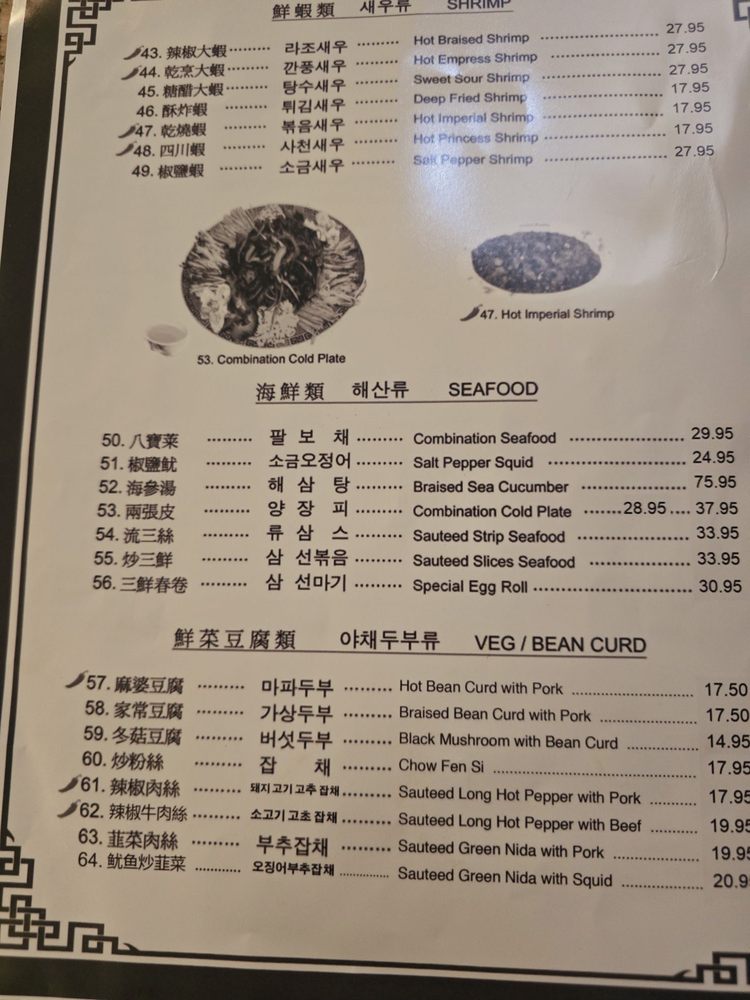 鮮蝦類 새우류 SHRIMP
43. 辣椒大蝦 ········· 라조새우 ········· Hot Braised Shrimp ········· 27.95
44. 乾烹大蝦 ········· 깐풍새우 ········· Hot Empress Shrimp ········· 27.95
45. 糖醋大蝦 ········· 탕수새우 ········· Sweet Sour Shrimp ········· 27.95
46. 酥炸蝦 ········· 튀김새우 ········· Deep Fried Shrimp ········· 17.95
47. 乾燒蝦 ········· 볶음새우 ········· Hot Imperial Shrimp ········· 17.95
48. 四川蝦 ········· 사천새우 ········· Hot Princess Shrimp ········· 17.95
49. 椒鹽蝦 ········· 소금새우 ········· Salt Pepper Shrimp ········· 27.95
47. Hot Imperial Shrimp
53. Combination Cold Plate
海鮮類 해산류 SEAFOOD
50. 八寶菜 ········· 팔 보 채 ········· Combination Seafood ········· 29.95
51. 椒鹽魷 ········· 소금오징어 ········· Salt Pepper Squid ········· 24.95
52. 海參湯 ········· 해 삼 탕 ········· Braised Sea Cucumber ········· 75.95
53. 兩張皮 ········· 양 장 피 ········· Combination Cold Plate ·······28.95 .... 37.95
54. 流三絲 ········· 류 삼 스 ········· Sauteed Strip Seafood ········· 33.95
55. 炒三鮮 ········· 삼 선볶음 ········· Sauteed Slices Seafood ········· 33.95
56. 三鮮春卷 ········· 삼 선마기 ········· Special Egg Roll ········· 30.95
鮮菜豆腐類 야채두부류 VEG / BEAN CURD
57. 麻婆豆腐 ········· 마파두부 ········· Hot Bean Curd with Pork ········· 17.50
58. 家常豆腐 ········· 가상두부 ········· Braised Bean Curd with Pork ········· 17.50
59. 冬菇豆腐 ········· 버섯두부 ········· Black Mushroom with Bean Curd ········· 14.95
60. 炒粉絲 ········· 잡 채 ········· Chow Fen Si ········· 17.95
61. 辣椒肉絲 ········· 돼지고기고추잡채 ········· Sauteed Long Hot Pepper with Pork ········· 17.95
62. 辣椒牛肉絲 ········· 소고기고초잡채 ········· Sauteed Long Hot Pepper with Beef ········· 19.95
63. 韮菜肉絲 ········· 부추잡채 ········· Sauteed Green Nida with Pork ········· 19.95
64. 魷鱼炒韮菜 ········· 오징어부추잡채 ········· Sauteed Green Nida with Squid ········· 20.9